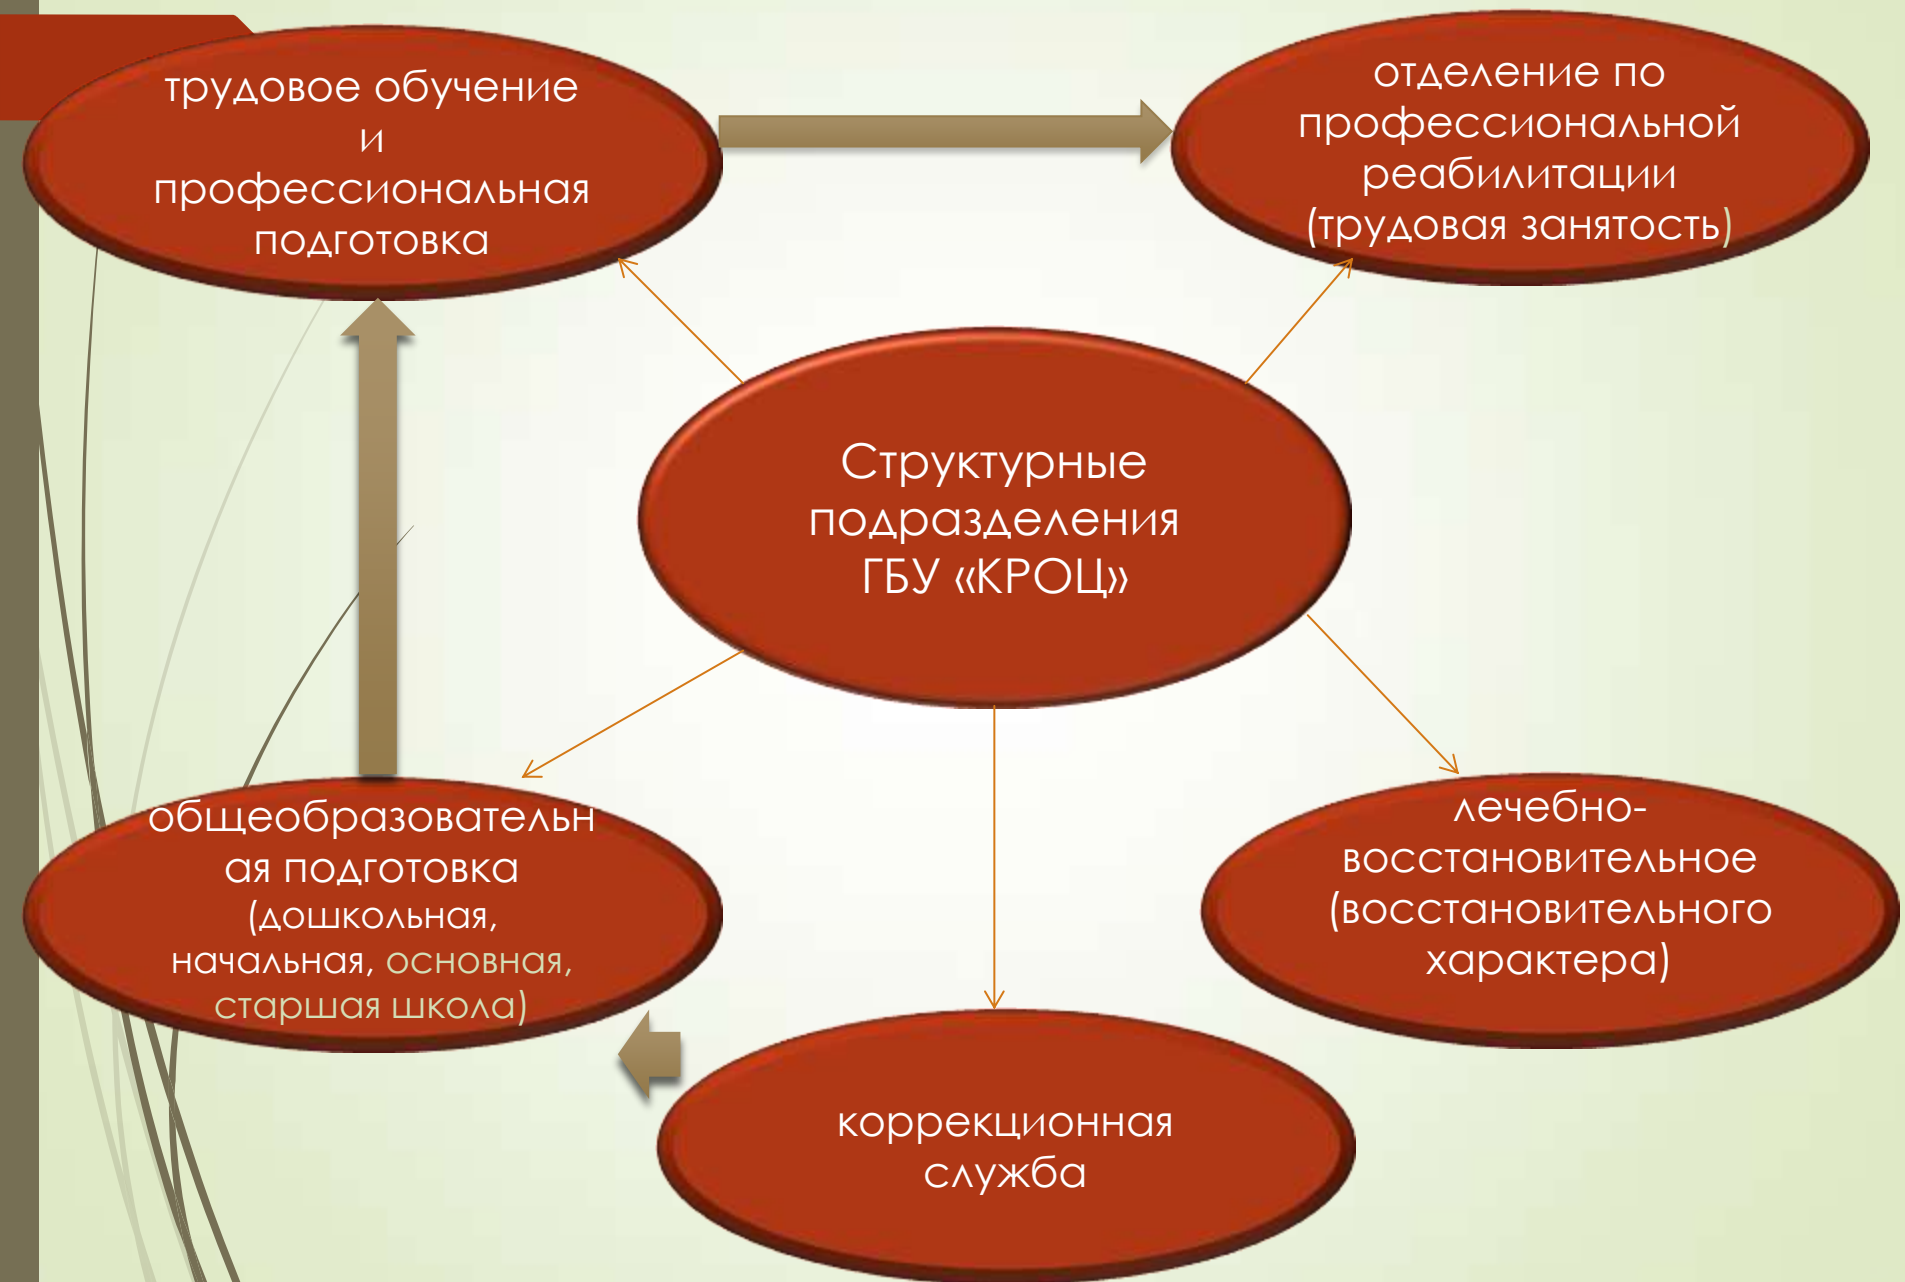 трудовое обучение
и
профессиональная
подготовка
отделение по
профессиональной
реабилитации
(трудовая занятость)
Структурные
подразделения
ГБУ «КРОЦ»
общеобразовательн
ая подготовка
(дошкольная,
начальная, основная,
старшая школа)
лечебно-
восстановительное
(восстановительного
характера)
коррекционная
служба